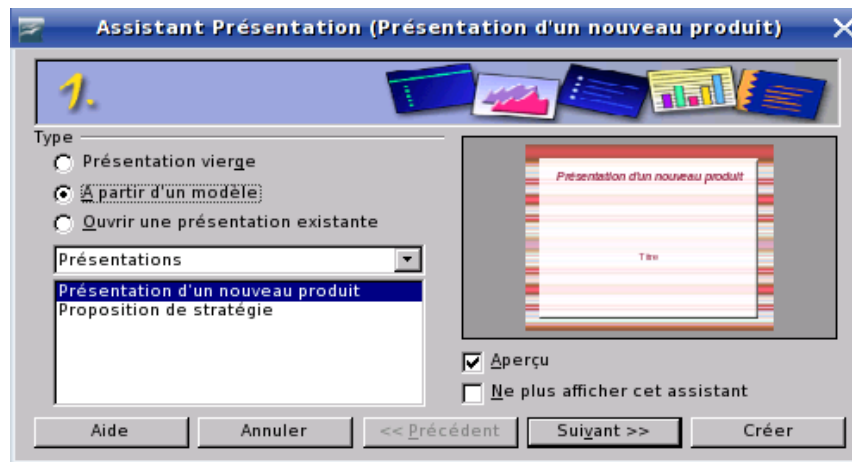 Assistant Présentation (Présentation d'un nouveau produit)
1.
Type
Présentation vierge
A partir d'un modèle
Ouvrir une présentation existante
Présentations
Présentation d'un nouveau produit
Proposition de stratégie
Présentation d'un nouveau produit
Titre
Aperçu
Ne plus afficher cet assistant
Aide
Annuler
<< Précédent
Suivant >>
Créer